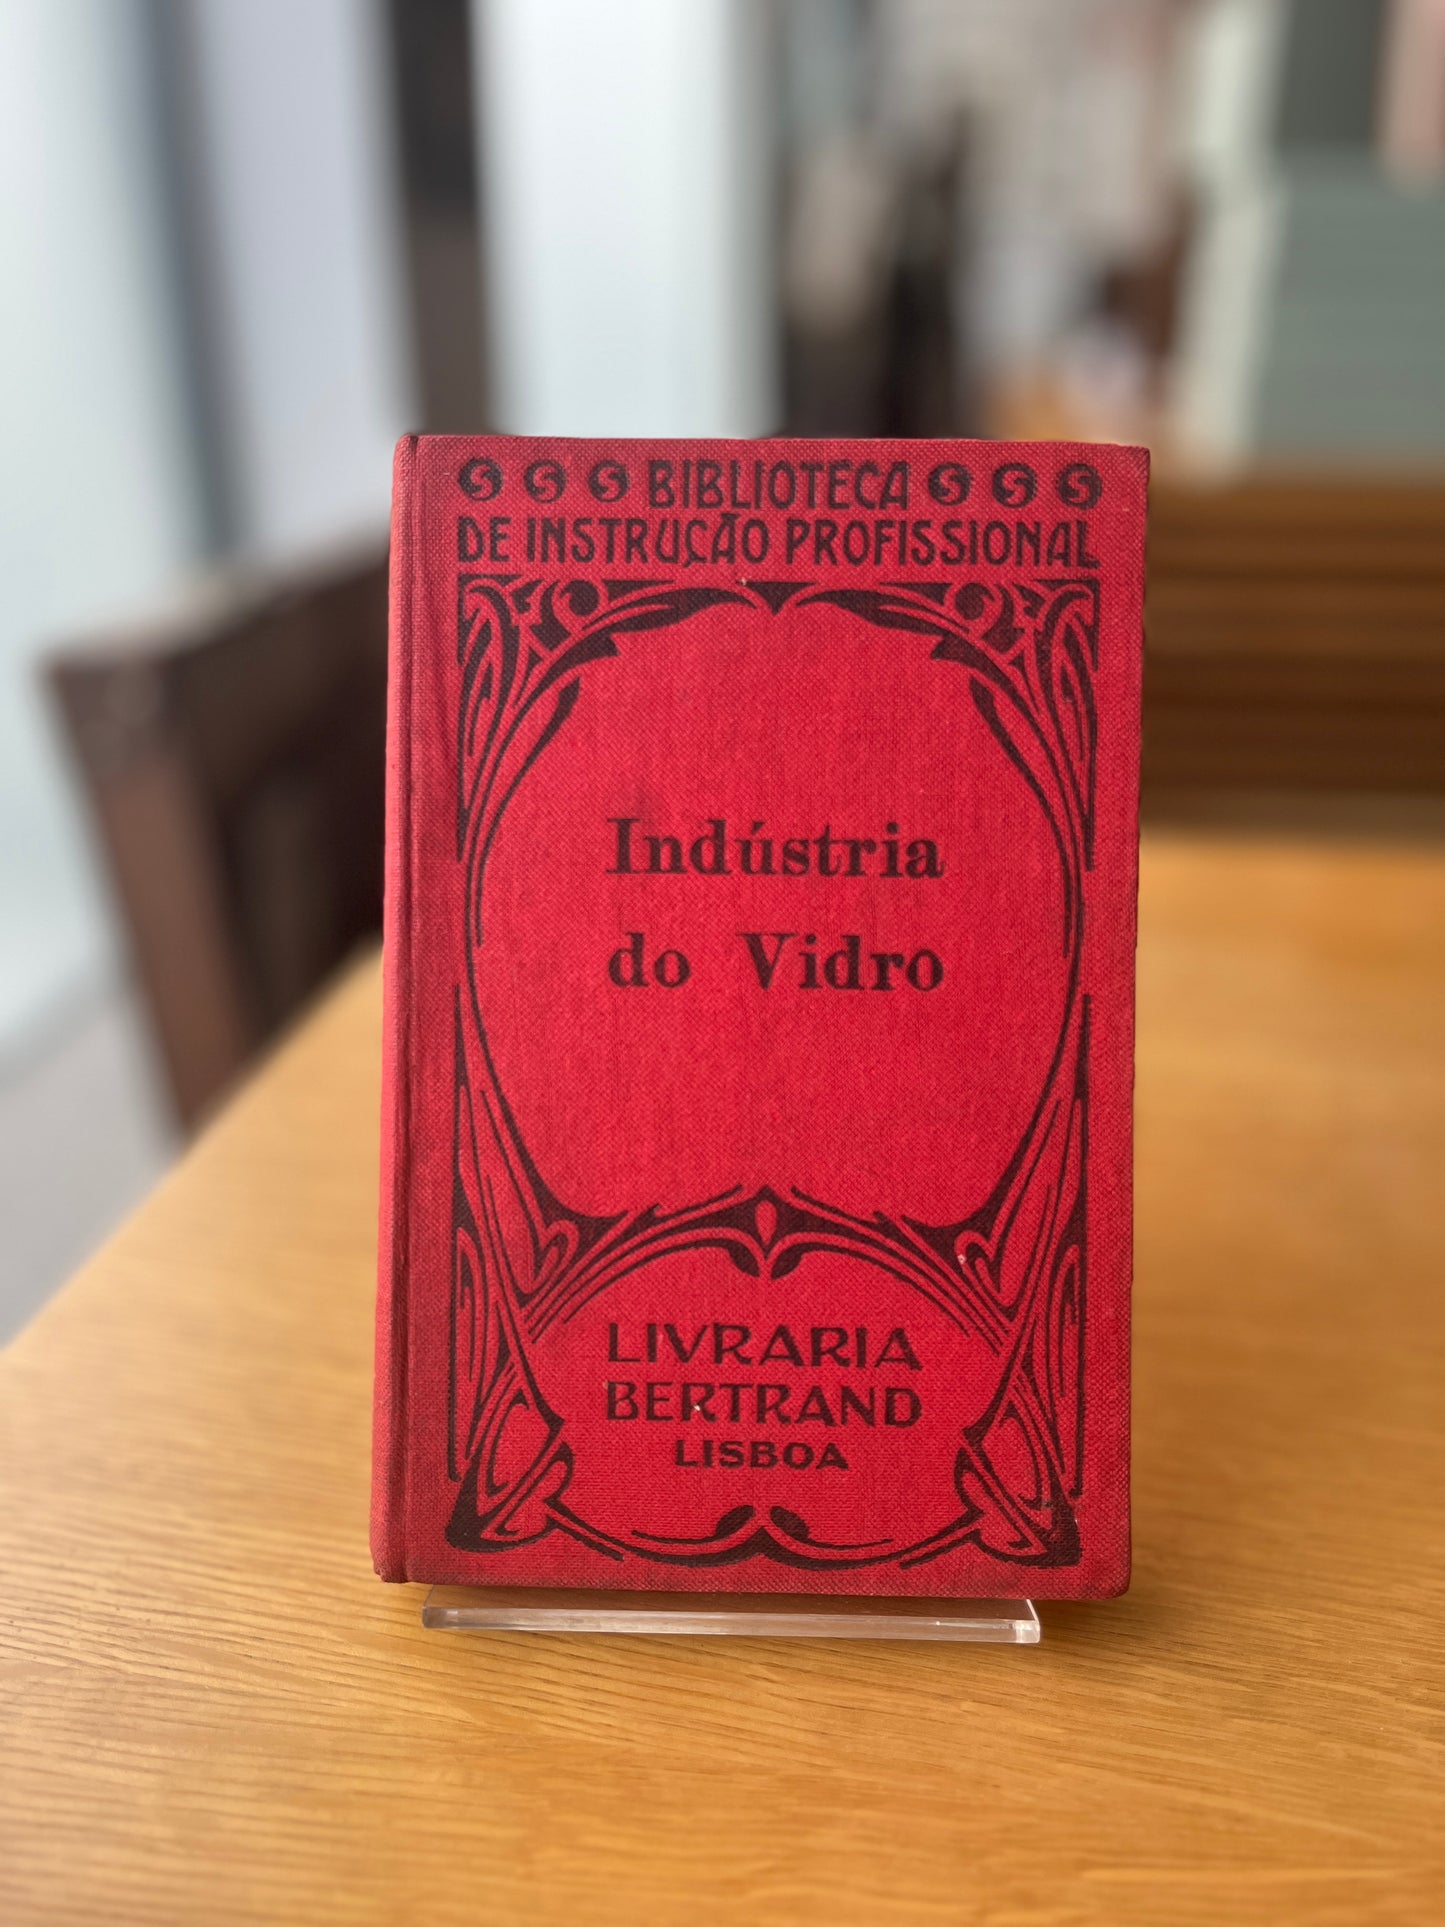 BIBLIOTECA
DE INSTRUÇÃO PROFISSIONAL
Indústria
do Vidro
LIVRARIA
BERTRAND
LISBOA